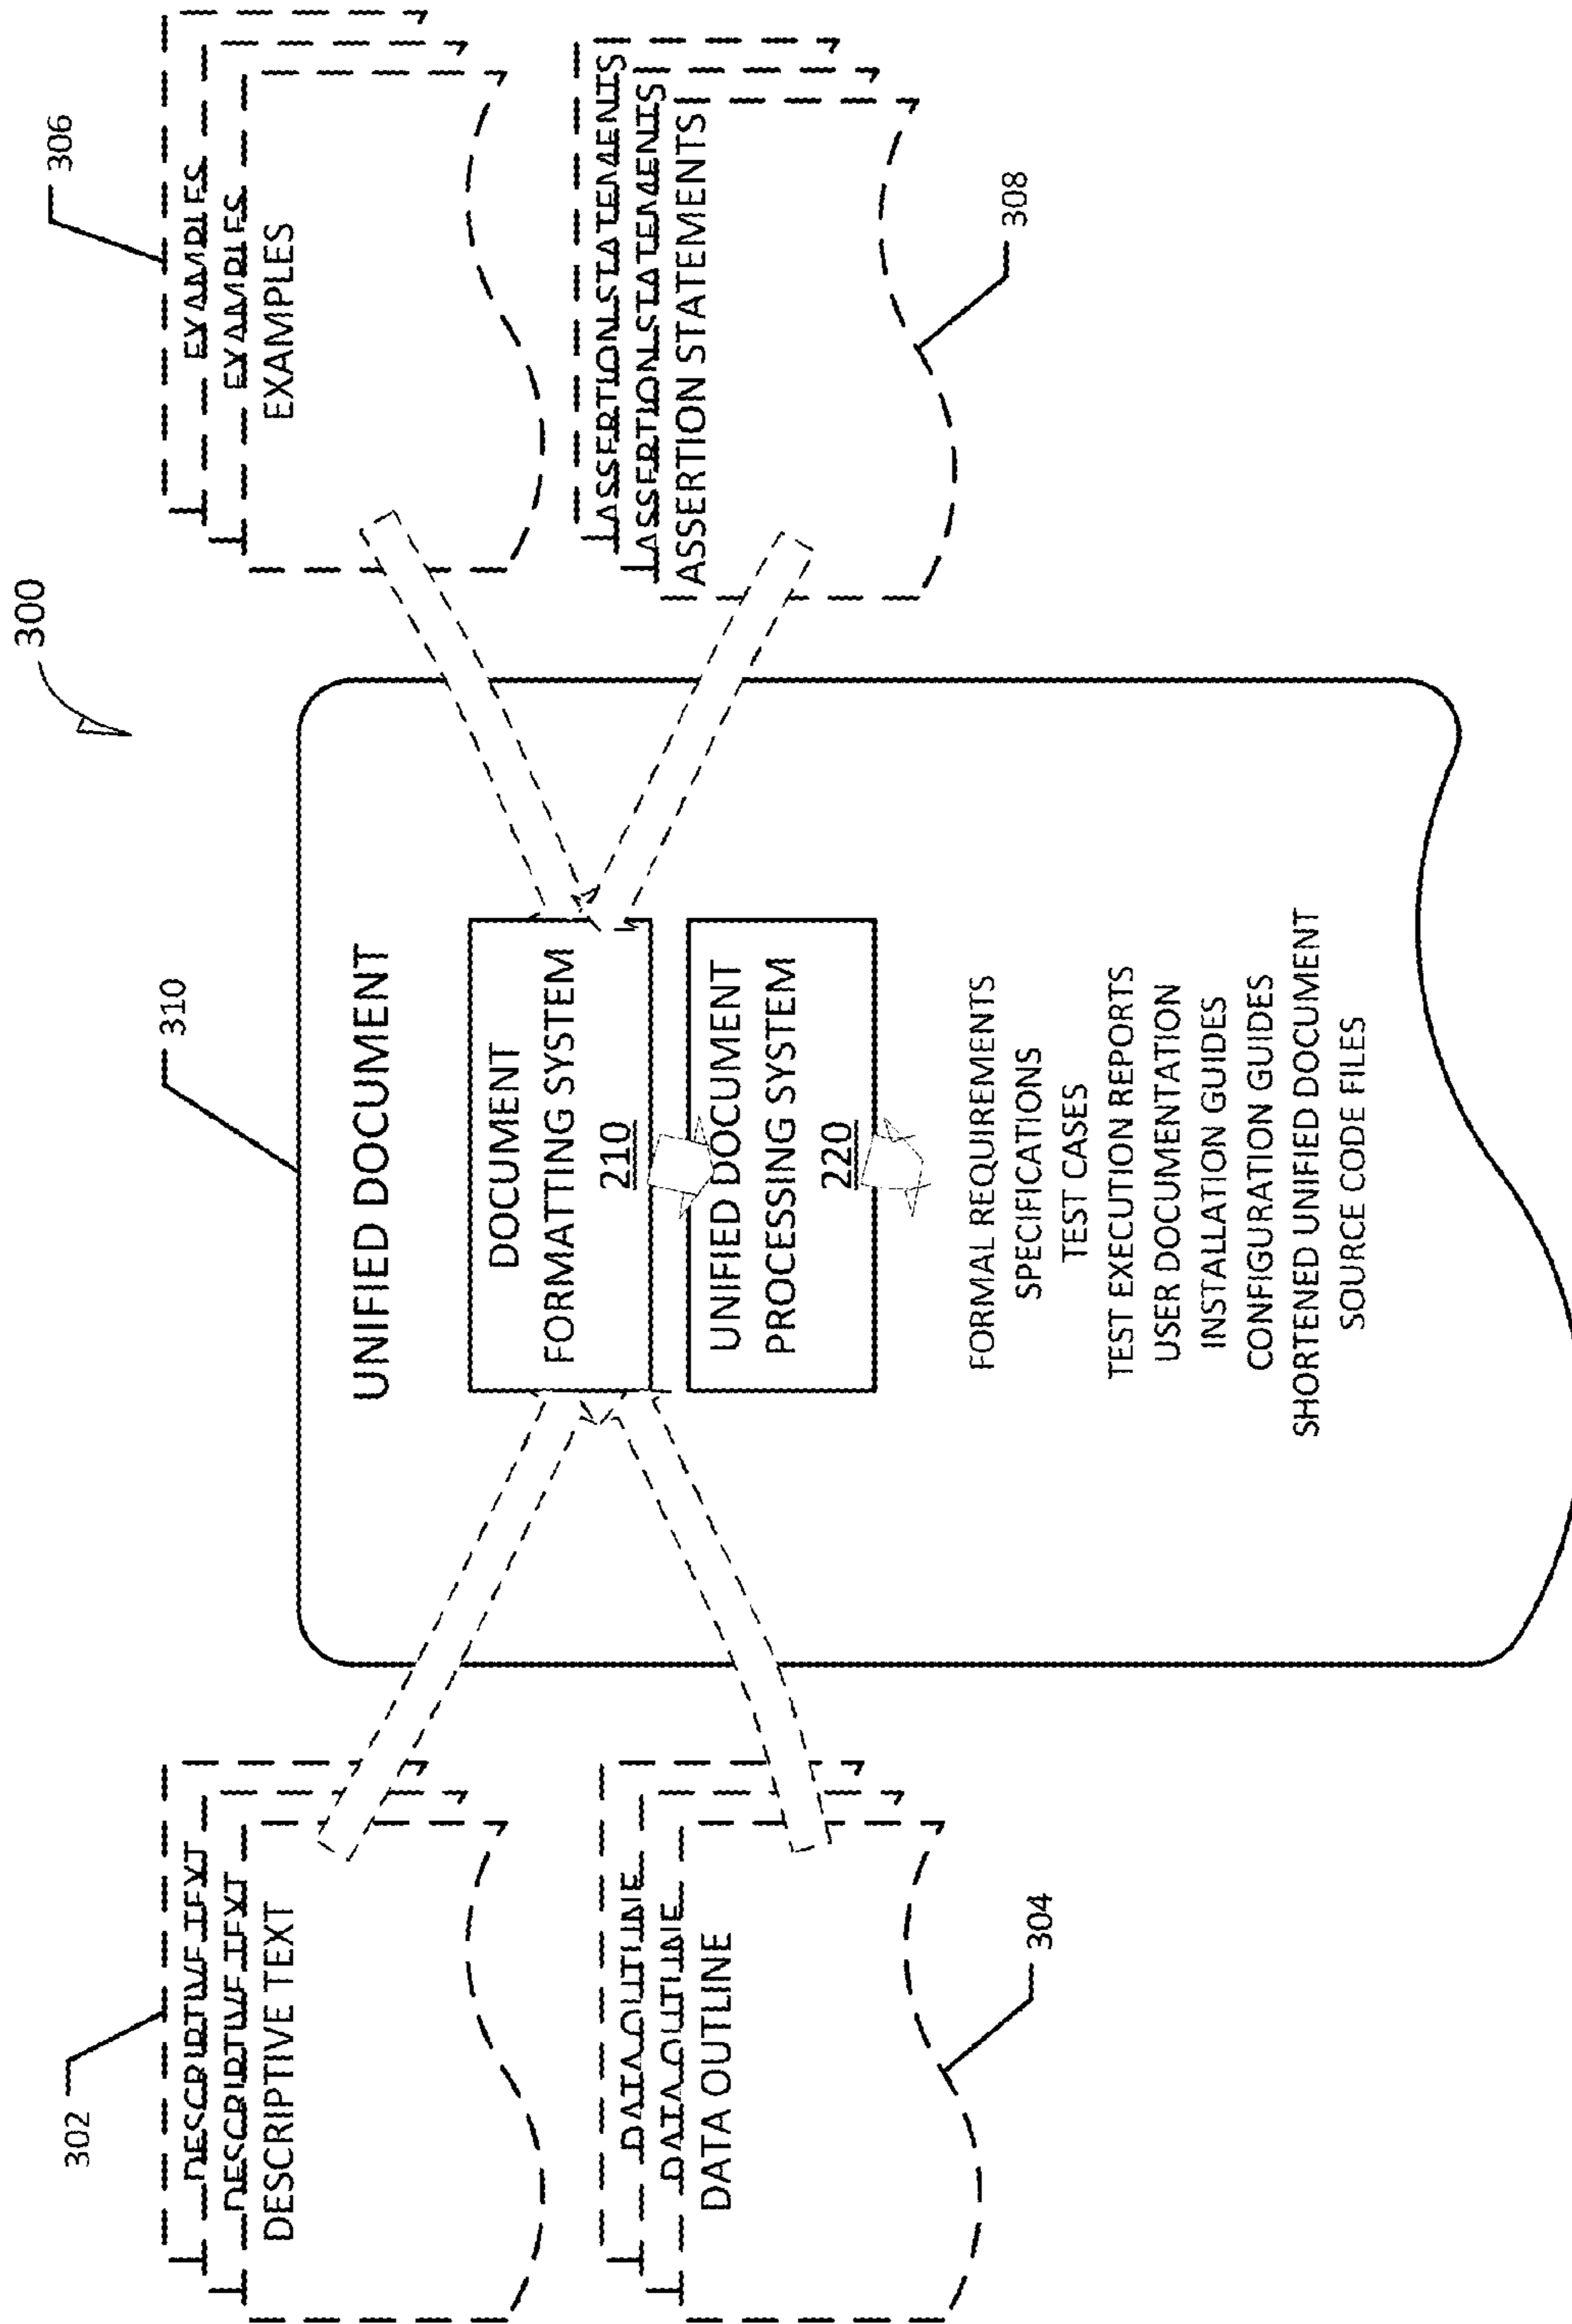 300
302
DESCRIPTIVE TEXT
DESCRIPTIVE TEXT
DESCRIPTIVE TEXT
DATA OUTLINE
DATA OUTLINE
DATA OUTLINE
304
310
UNIFIED DOCUMENT
DOCUMENT
FORMATTING SYSTEM
210
UNIFIED DOCUMENT
PROCESSING SYSTEM
220
FORMAL REQUIREMENTS
SPECIFICATIONS
TEST CASES
TEST EXECUTION REPORTS
USER DOCUMENTATION
INSTALLATION GUIDES
CONFIGURATION GUIDES
SHORTENED UNIFIED DOCUMENT
SOURCE CODE FILES
306
EXAMPLES
EXAMPLES
EXAMPLES
ASSERTION STATEMENTS
ASSERTION STATEMENTS
ASSERTION STATEMENTS
308